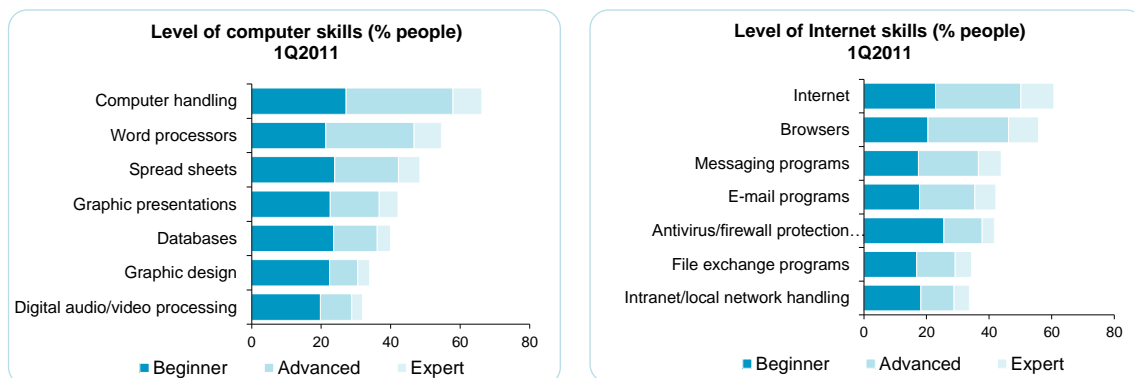 Level of computer skills (% people)
1Q2011
Computer handling
Word processors
Spread sheets
Graphic presentations
Databases
Graphic design
Digital audio/video processing
0 20 40 60 80
Beginner Advanced Expert
Level of Internet skills (% people)
1Q2011
Internet
Browsers
Messaging programs
E-mail programs
Antivirus/firewall protection…
File exchange programs
Intranet/local network handling
0 20 40 60 80
Beginner Advanced Expert